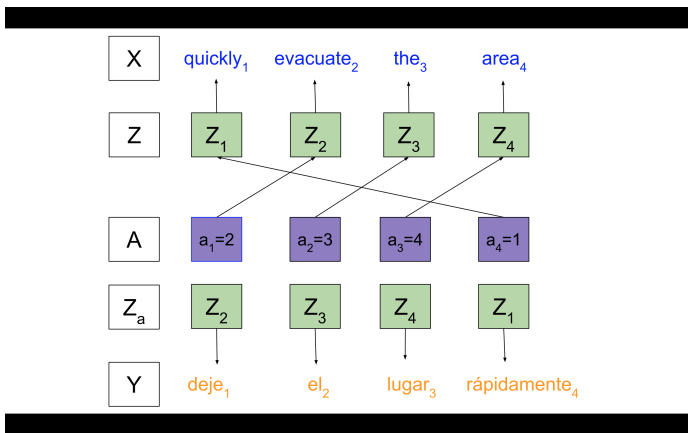 X quickly₁ evacuate₂ the₃ area₄
Z Z₁ Z₂ Z₃ Z₄
A a₁=2 a₂=3 a₃=4 a₄=1
Zₐ Z₂ Z₃ Z₄ Z₁
Y deje₁ el₂ lugar₃ rápidamente₄